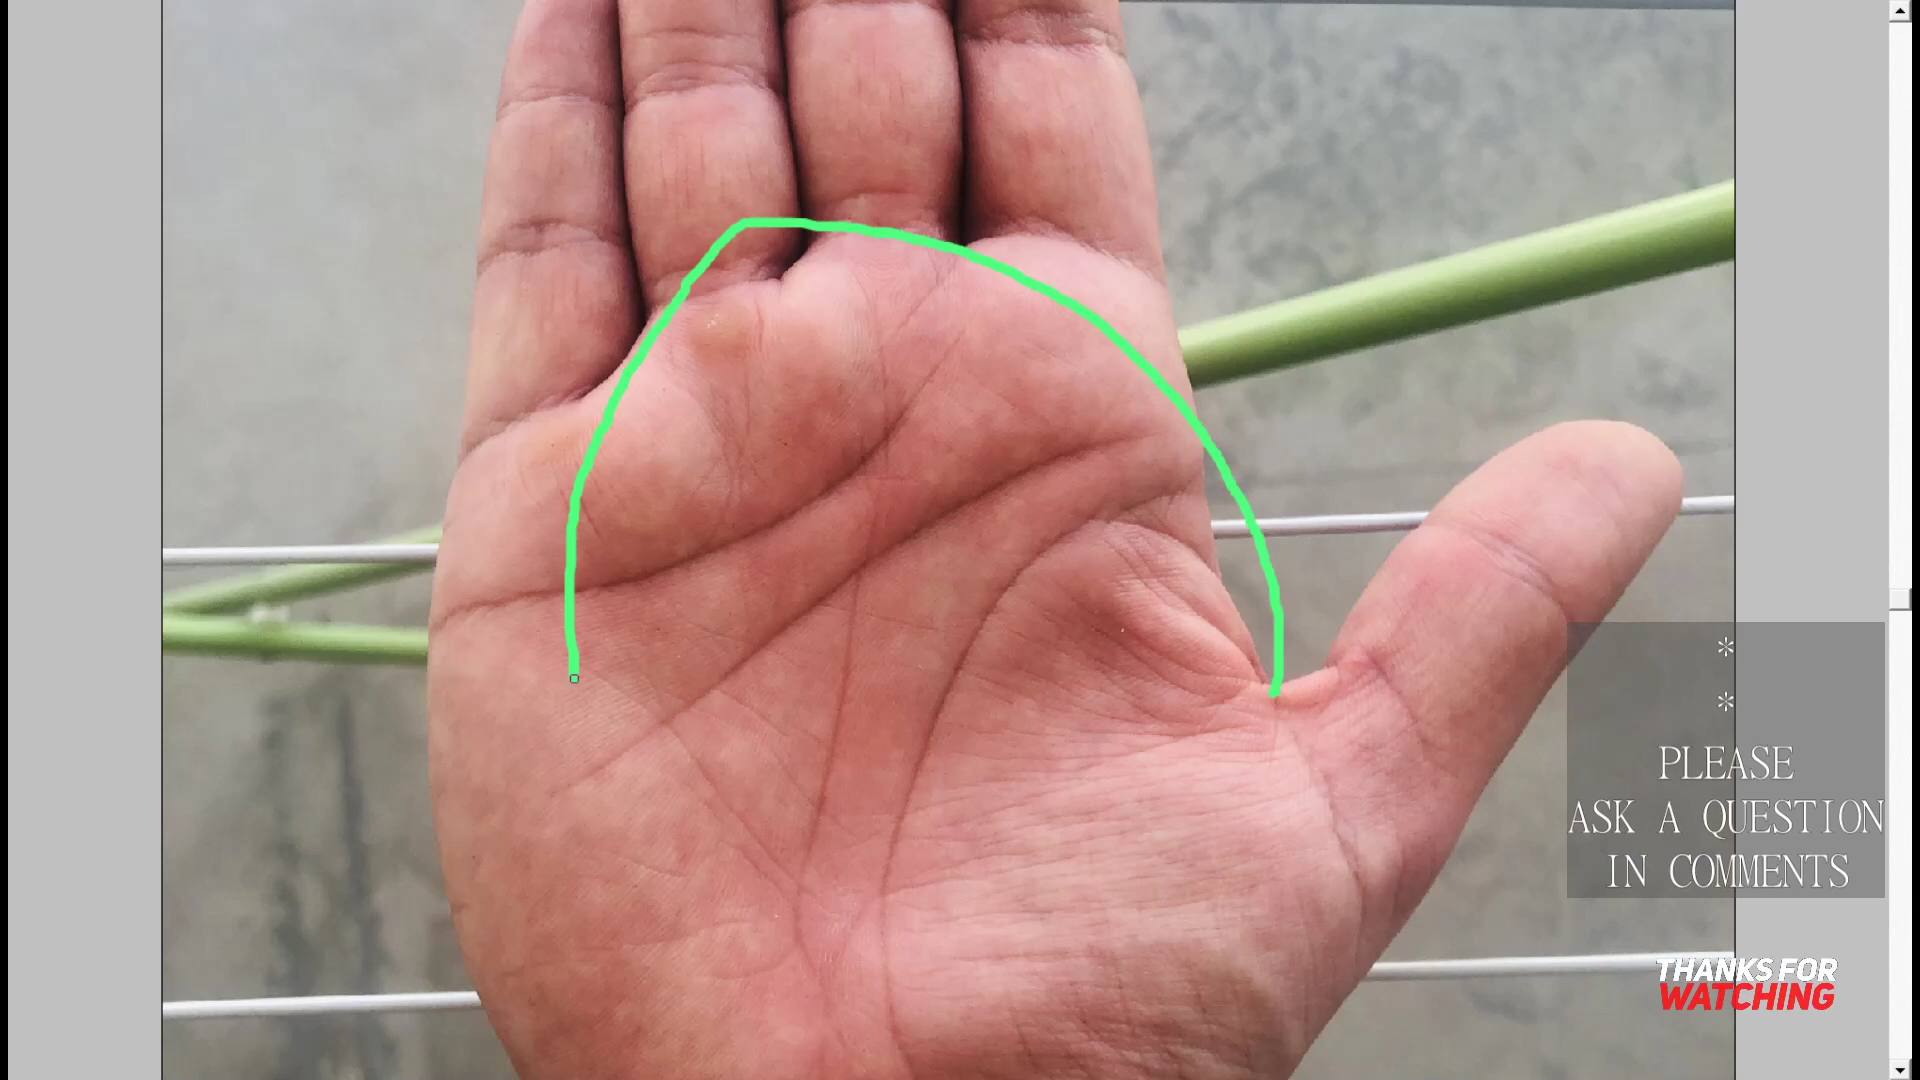 *
*
PLEASE
ASK A QUESTION
IN COMMENTS
THANKS FOR
WATCHING